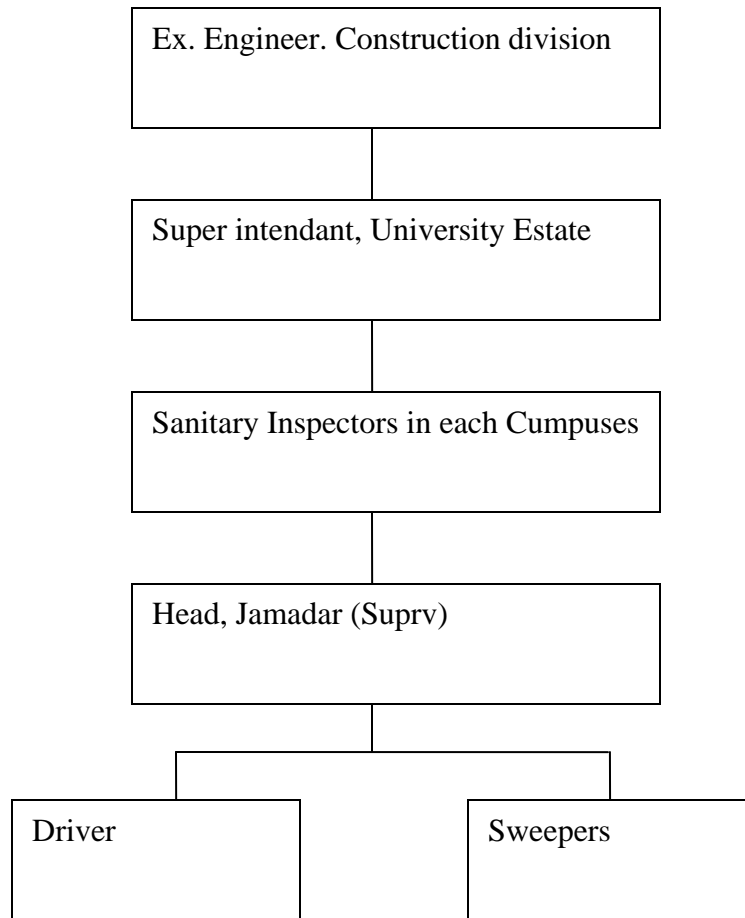 Ex. Engineer. Construction division
Super intendant, University Estate
Sanitary Inspectors in each Cumpuses
Head, Jamadar (Suprv)
Driver
Sweepers